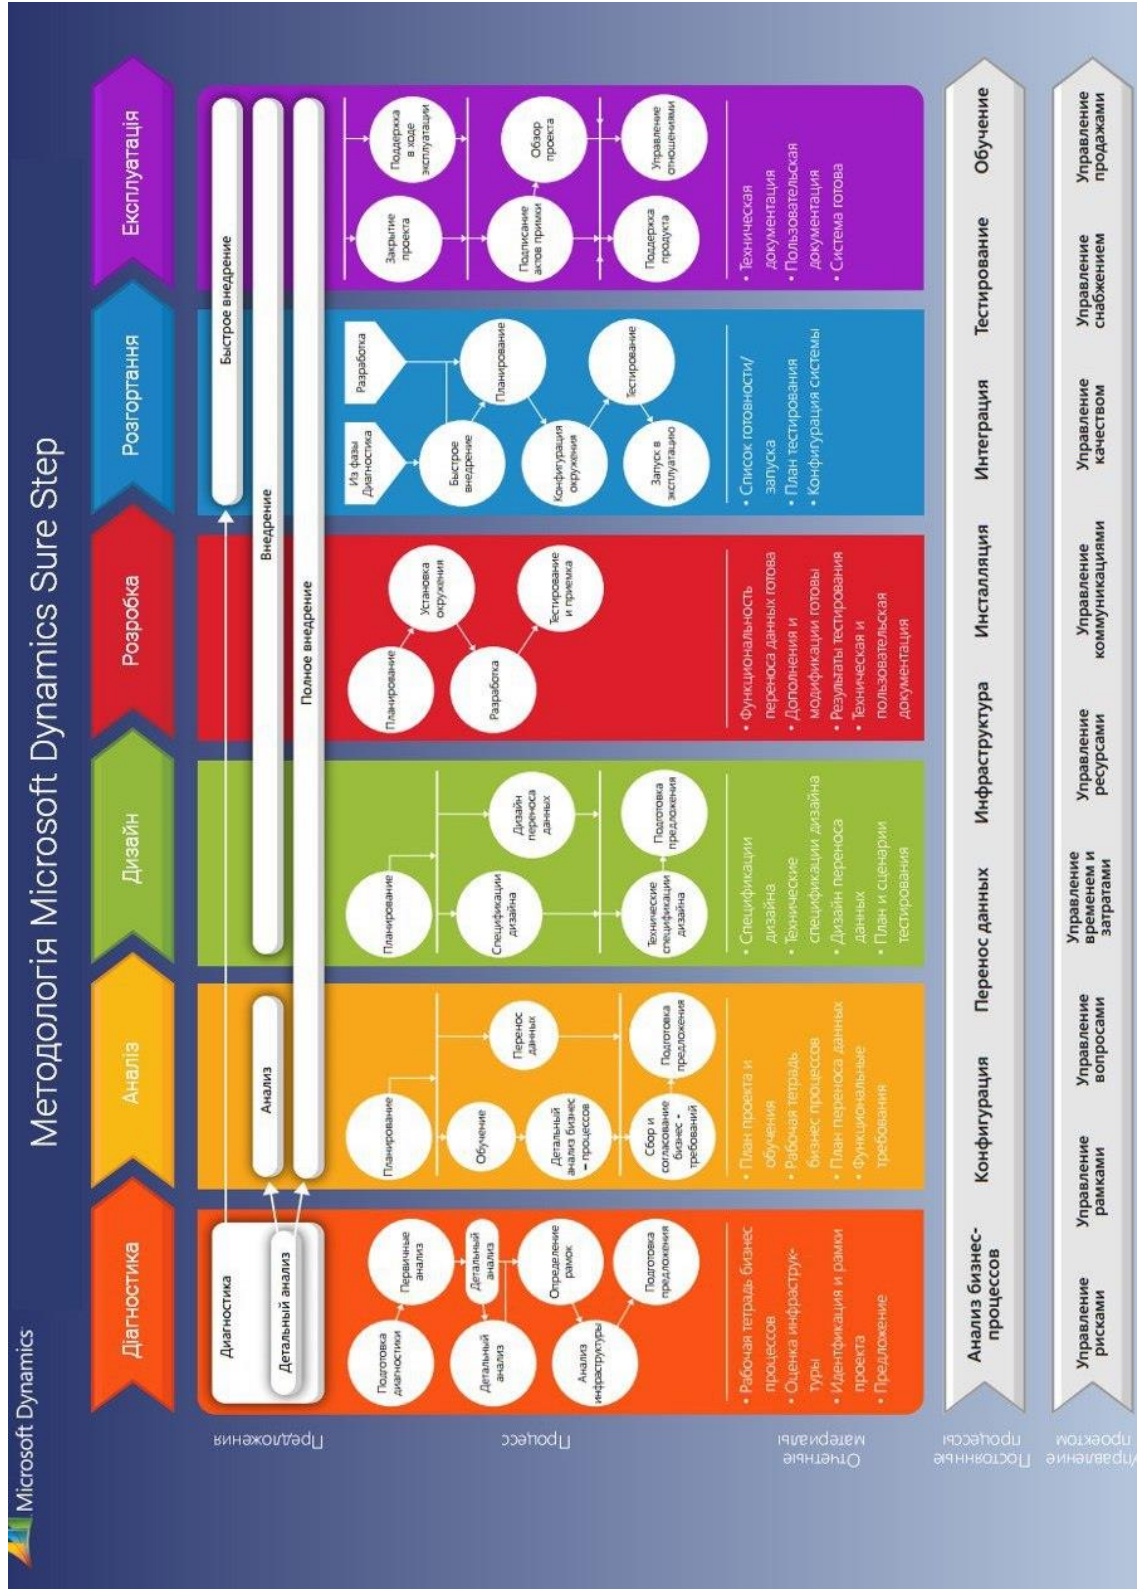 Microsoft Dynamics
Методологія Microsoft Dynamics Sure Step
Діагностика
Аналіз
Дизайн
Розробка
Розгортання
Експлуатація
Предложения
Диагностика
Детальный анализ
Анализ
Быстрое внедрение
Внедрение
Полное внедрение
Процесс
Подготовка
диагностики
Первичные
анализ
Детальный
анализ
Детальный
анализ
Определение
рамок
Анализ
инфраструктуры
Подготовка
предложения
Планирование
Обучение
Перенос
данных
Детальный
анализ бизнес
– процессов
Сбор и
согласование
бизнес -
требований
Подготовка
предложения
Планирование
Спецификации
дизайна
Дизайн
переноса
данных
Технические
спецификации
дизайна
Подготовка
предложения
Планирование
Установка
окружения
Разработка
Тестирование
и приемка
Из фазы
Диагностика
Разработка
Быстрое
внедрение
Планирование
Конфигурация
окружения
Тестирование
Запуск в
эксплуатацию
Закрытие
проекта
Поддержка
в ходе
эксплуатации
Подписание
актов примки
Обзор
проекта
Поддержка
продукта
Управление
отношениями
Отчетные
материалы
• Рабочая тетрадь бизнес
процессов
• Оценка инфраструк-
туры
• Идентфикация и рамки
проекта
• Предложение
• План проекта и
обучения
• Рабочая тетрадь
бизнес процессов
• План переноса данных
• Функциональные
требования
• Спецификации
дизайна
• Технические
спецификации дизайна
• Дизайн переноса
данных
• План и сценарии
тестирования
• Функциональность
переноса данных готова
• Дополнения и
модификации готовы
• Результаты тестирования
• Техническая и
пользовательская
документация
• Список готовности/
запуска
• План тестирования
• Конфигурация системы
• Техническая
документация
• Пользовательская
документация
• Система готова
Постоянные
процессы
Анализ бизнес-
процессов
Конфигурация
Перенос данных
Инфраструктура
Инсталляция
Интеграция
Тестирование
Обучение
Управление
проектом
Управление
рисками
Управление
рамками
Управление
вопросами
Управление
временем и
затратами
Управление
ресурсами
Управление
коммуникациями
Управление
качеством
Управление
снабжением
Управление
продажами